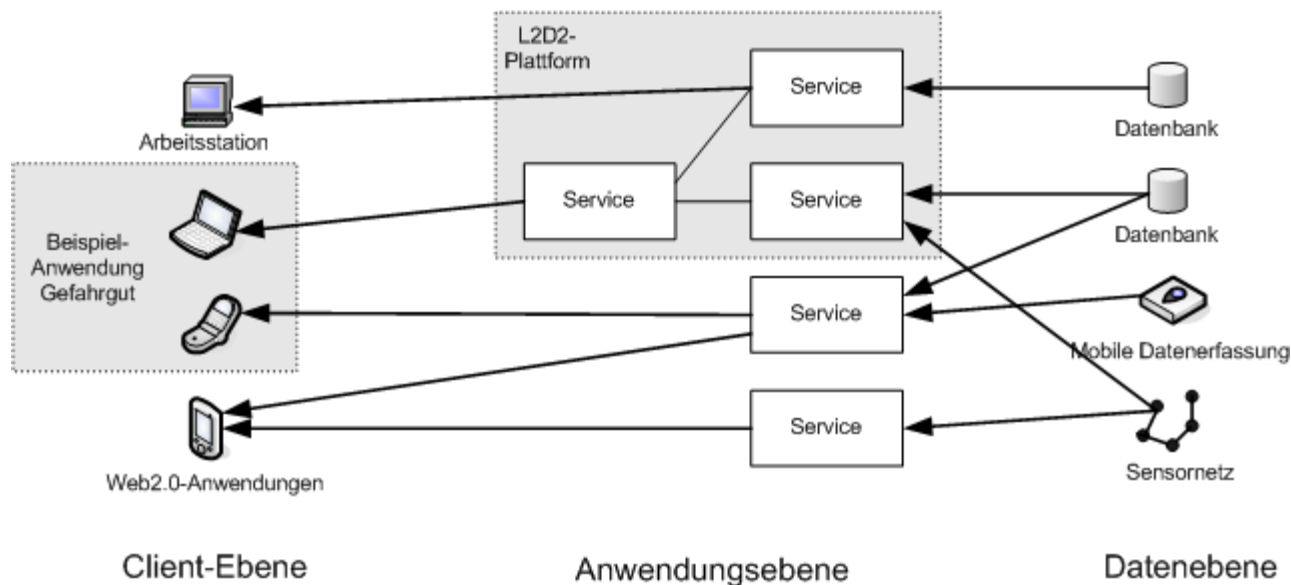 L2D2-
Plattform
Service
Arbeitsstation
Datenbank
Service
Service
Beispiel-
Anwendung
Gefahrgut
Datenbank
Service
Mobile Datenerfassung
Service
Web2.0-Anwendungen
Sensornetz
Client-Ebene
Anwendungsebene
Datenebene